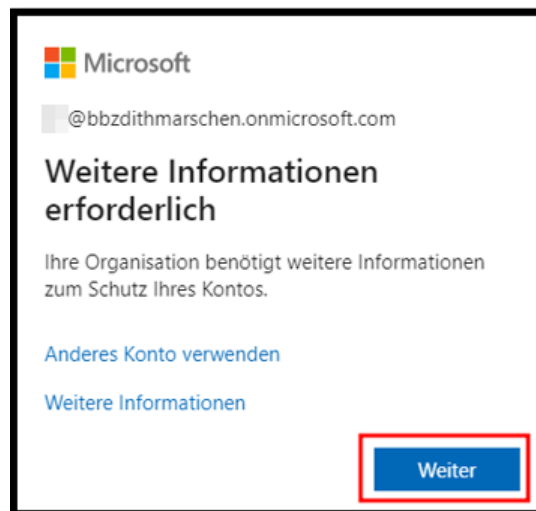 Microsoft
@bbzdithmarschen.onmicrosoft.com
Weitere Informationen
erforderlich
Ihre Organisation benötigt weitere Informationen
zum Schutz Ihres Kontos.
Anderes Konto verwenden
Weitere Informationen
Weiter